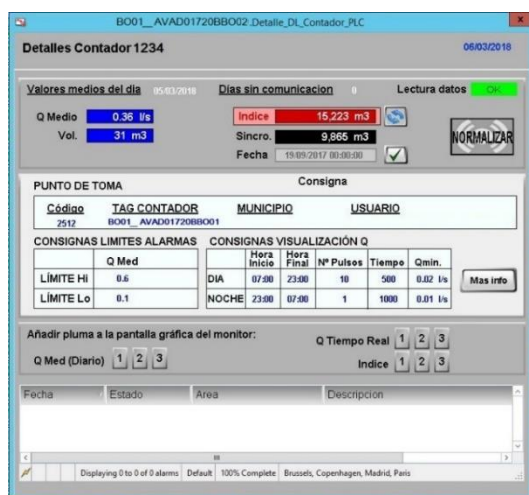 BO01__AVAD01720BBO02.Detalle_DL_Contador_PLC
x
Detalles Contador 1234
06/03/2018
Valores medios del dia 05/03/2018 Días sin comunicacion 0 Lectura datos OK
Q Medio 0.36 l/s Indice 15,223 m3
Vol. 31 m3 Sincro. 9,865 m3 NORMALIZAR
Fecha 19/09/2017 00:00:00
PUNTO DE TOMA Consigna
Código TAG CONTADOR MUNICIPIO USUARIO
2512 BO01__AVAD01720BBO01
CONSIGNAS LIMITES ALARMAS CONSIGNAS VISUALIZACIÓN Q
Q Med Hora Inicio Hora Final Nº Pulsos Tiempo Qmin.
LÍMITE Hi 0.6 DIA 07:00 23:00 10 500 0.02 l/s Mas info
LÍMITE Lo 0.1 NOCHE 23:00 07:00 1 1000 0.01 l/s
Añadir pluma a la pantalla gráfica del monitor:
Q Tiempo Real 1 2 3
Q Med (Diario) 1 2 3
Indice 1 2 3
Fecha Estado Area Descripcion
Displaying 0 to 0 of 0 alarms Default 100% Complete Brussels, Copenhagen, Madrid, Paris